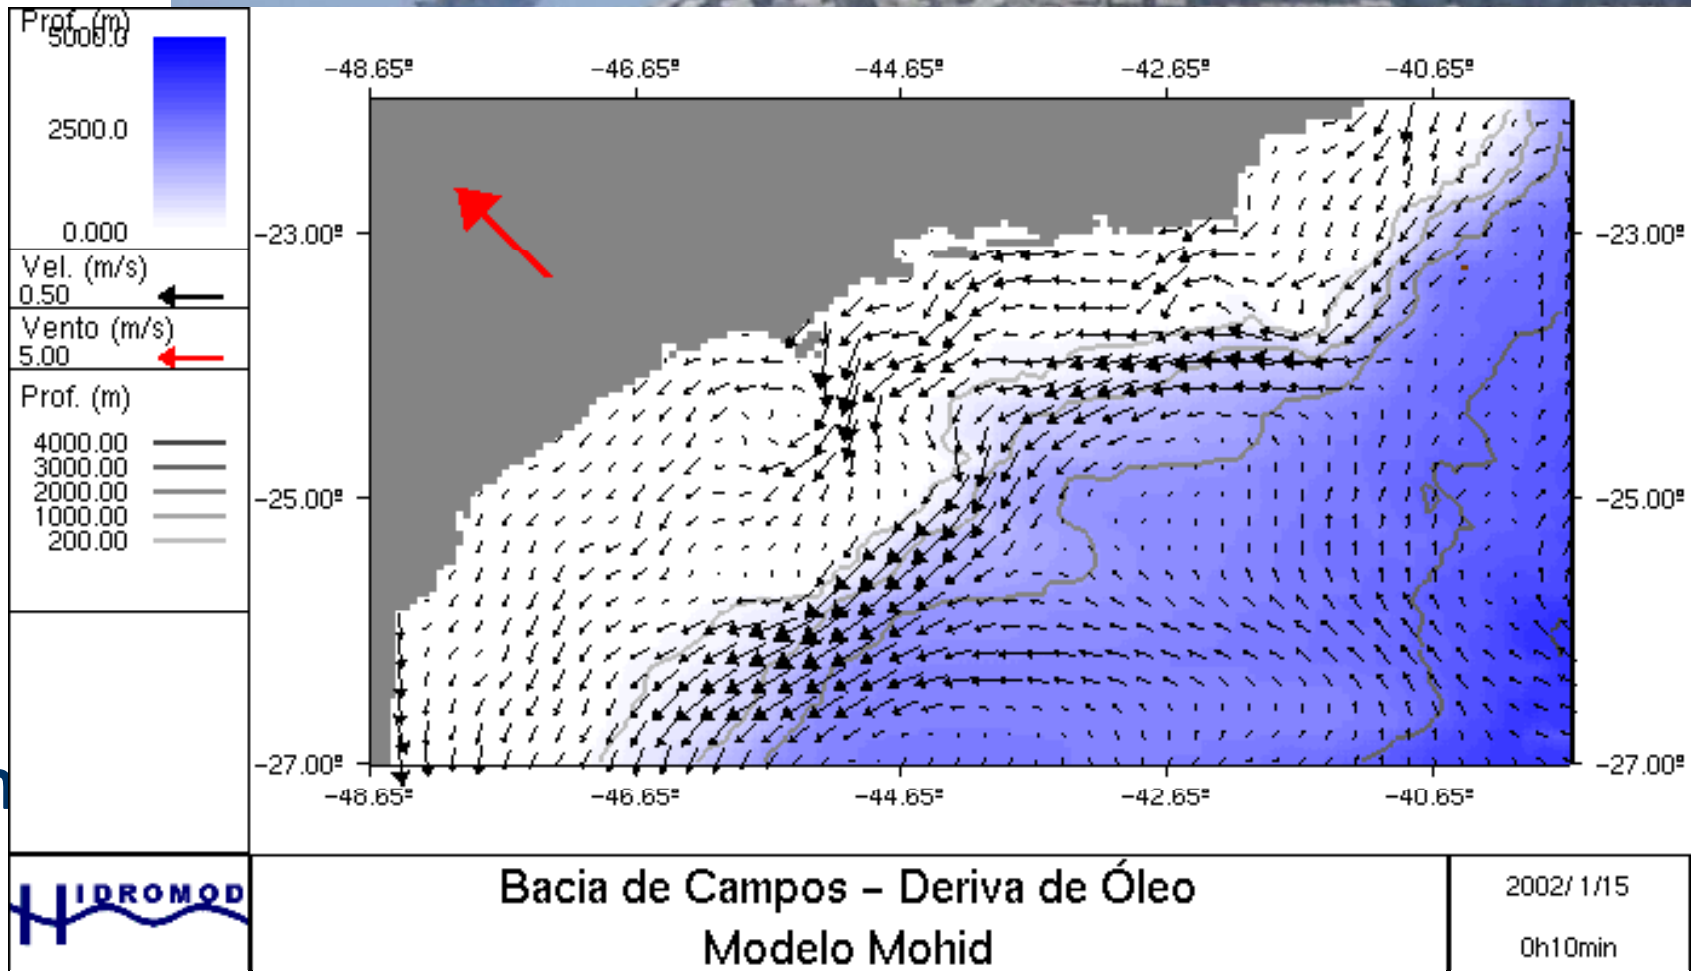 Prof. (m)
5000.0
2500.0
0.000
Vel. (m/s)
0.50
Vento (m/s)
5.00
Prof. (m)
4000.00
3000.00
2000.00
1000.00
200.00
-48.65º -46.65º -44.65º -42.65º -40.65º
-23.00º -23.00º
-25.00º -25.00º
-27.00º -27.00º
-48.65º -46.65º -44.65º -42.65º -40.65º
HIDROMOD
Bacia de Campos - Deriva de Óleo
Modelo Mohid
2002/ 1/15
0h10min